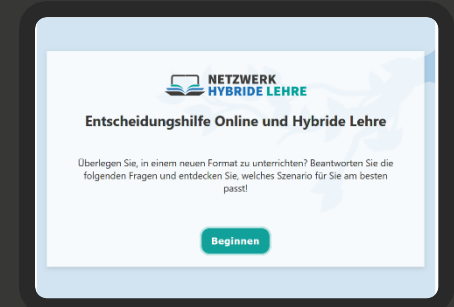 NETZWERK
HYBRIDE LEHRE
Entscheidungshilfe Online und Hybride Lehre
Überlegen Sie, in einem neuen Format zu unterrichten? Beantworten Sie die
folgenden Fragen und entdecken Sie, welches Szenario für Sie am besten
passt!
Beginnen